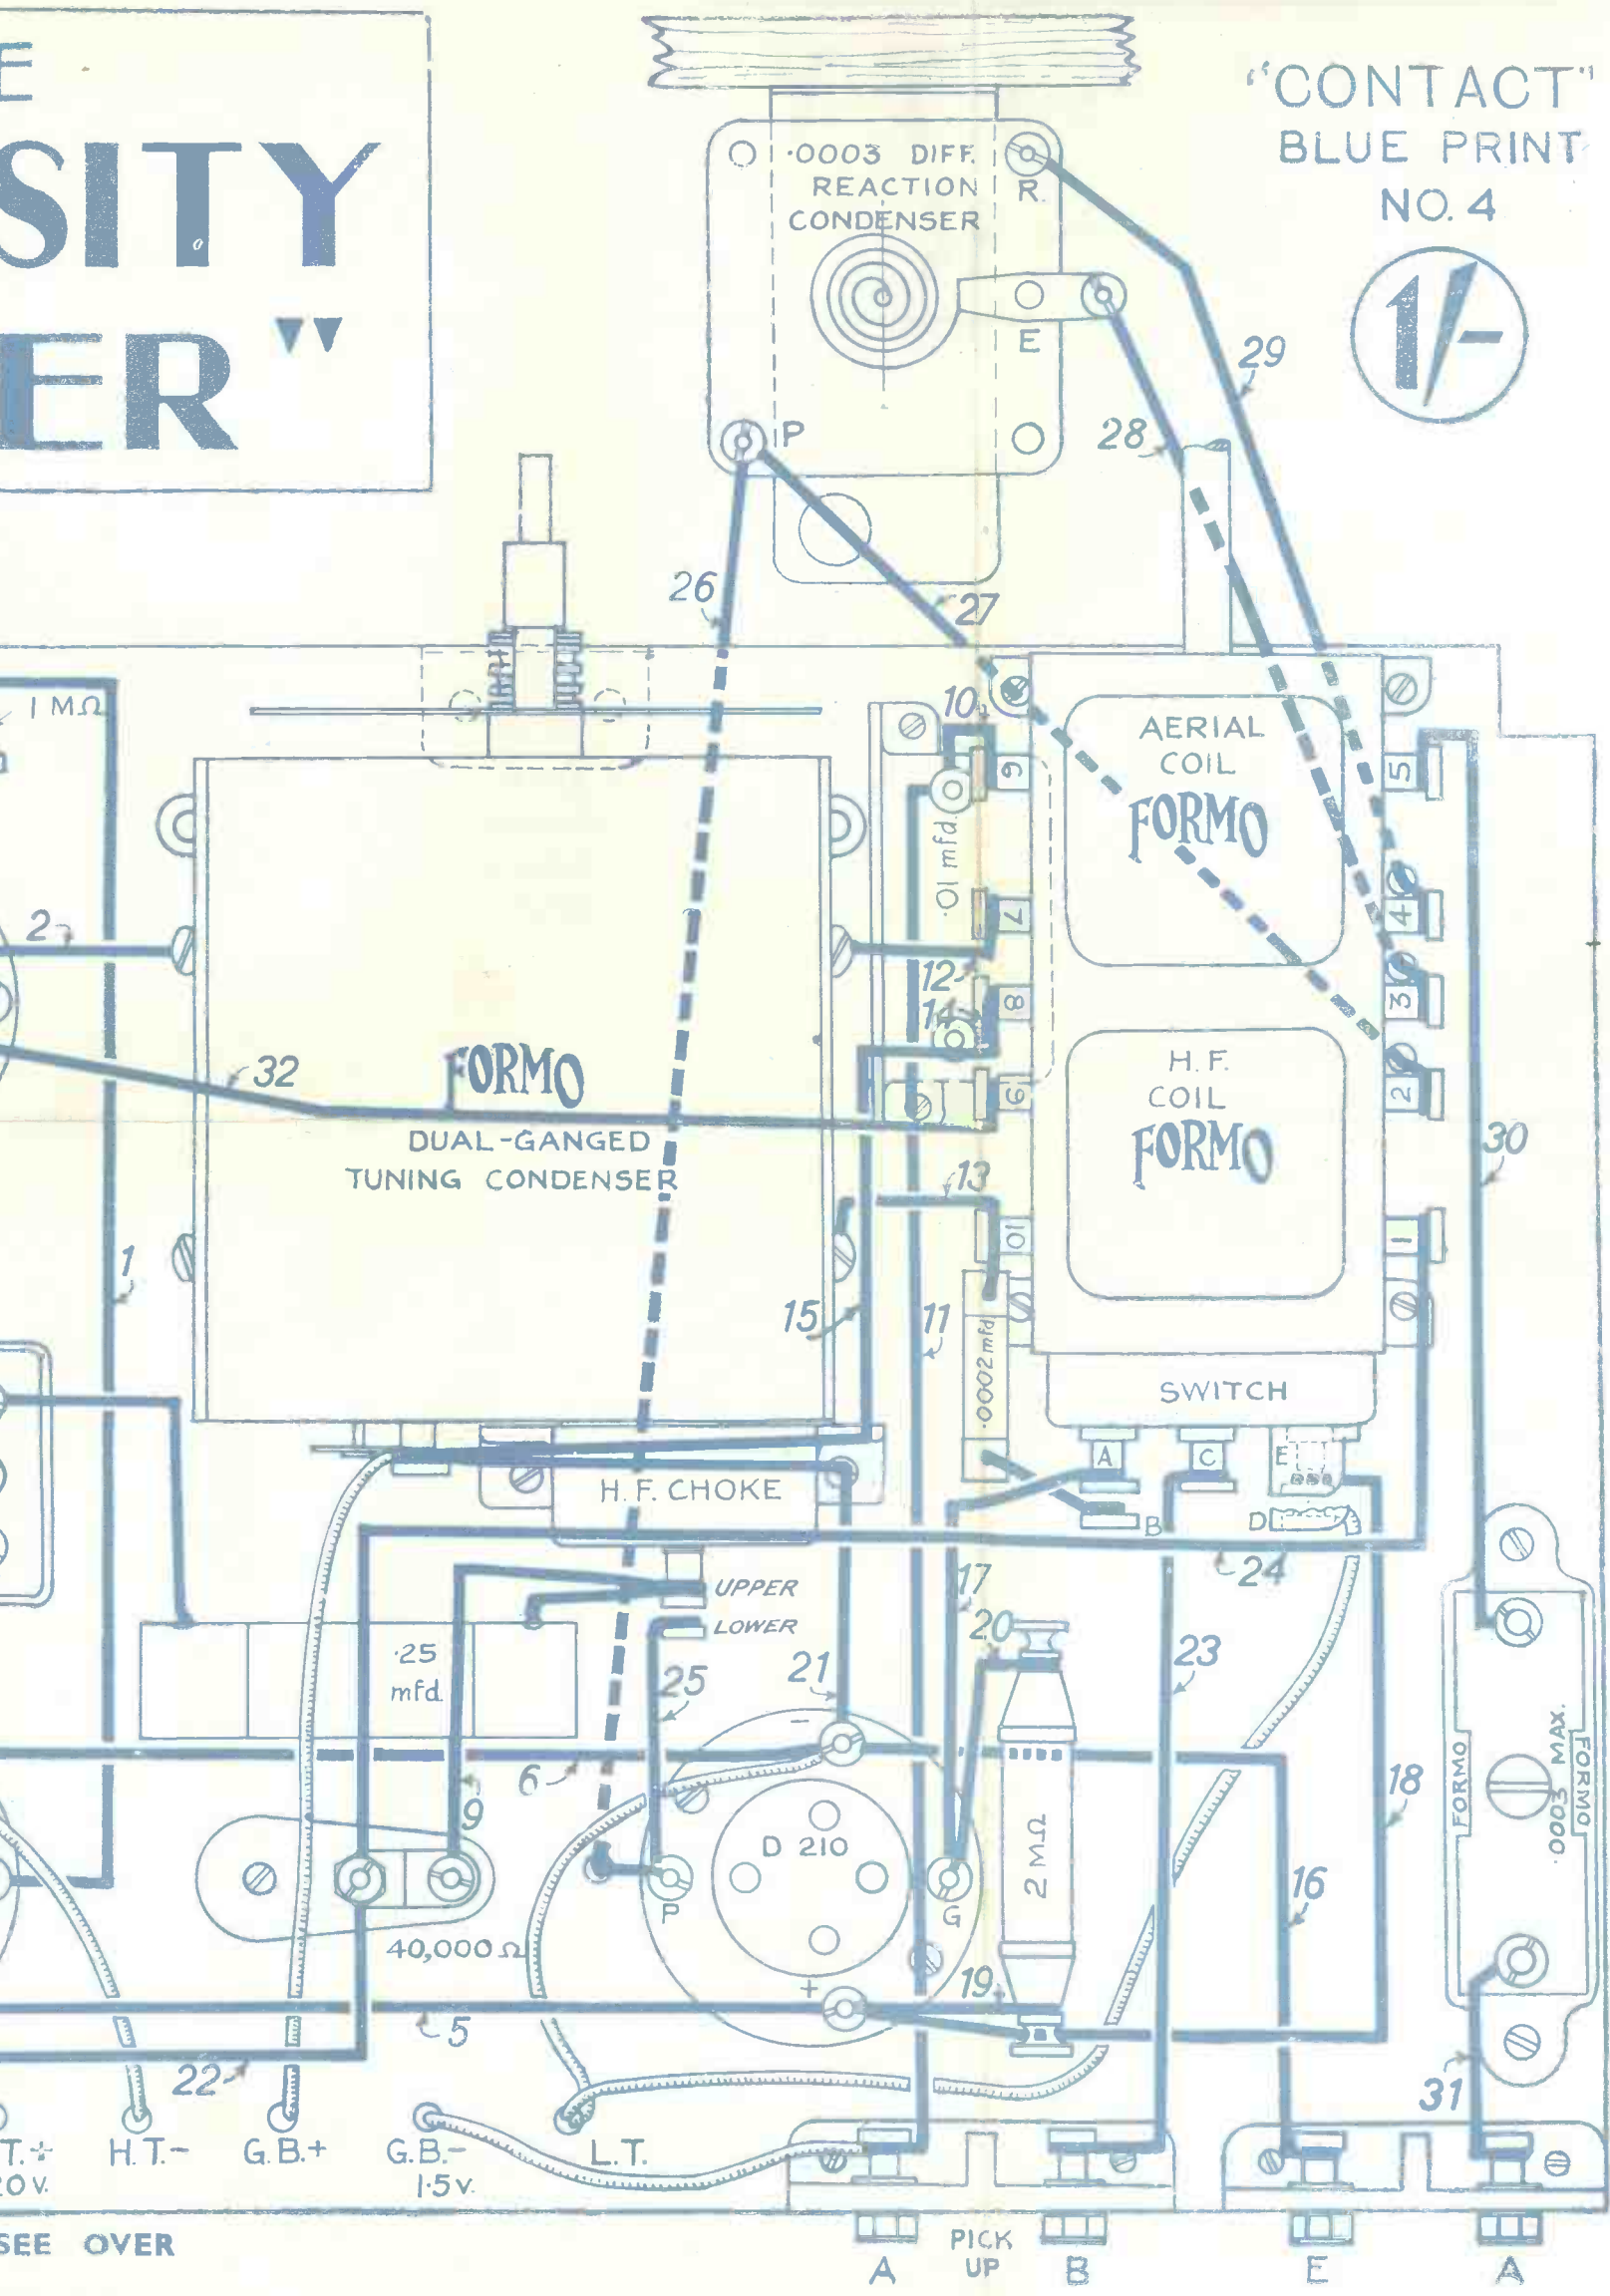 E
SITY
ER"
"CONTACT"
BLUE PRINT
NO. 4
1/-
·0003 DIFF.
REACTION
CONDENSER
R.
E
P
29
28
26
27
1 MΩ
10
6
AERIAL
COIL
FORMO
5
·01 mfd.
7
4
2
12
8
3
14
32
FORMO
DUAL-GANGED
TUNING CONDENSER
9
H.F.
COIL
FORMO
2
30
13
10
1
1
15
11
·0002 mfd
SWITCH
A
C
E
B
D
H.F. CHOKE
24
UPPER
LOWER
17
20
23
·25
mfd.
25
21
-
6
9
18
D 210
2 MΩ
P
G
16
FORMO
·0003 MAX.
FORMO
40,000 Ω
+
19
5
22
31
T.+
20 V.
H.T.-
G.B.+
G.B.-
1·5 v.
L.T.
SEE OVER
A
PICK
UP
B
E
A